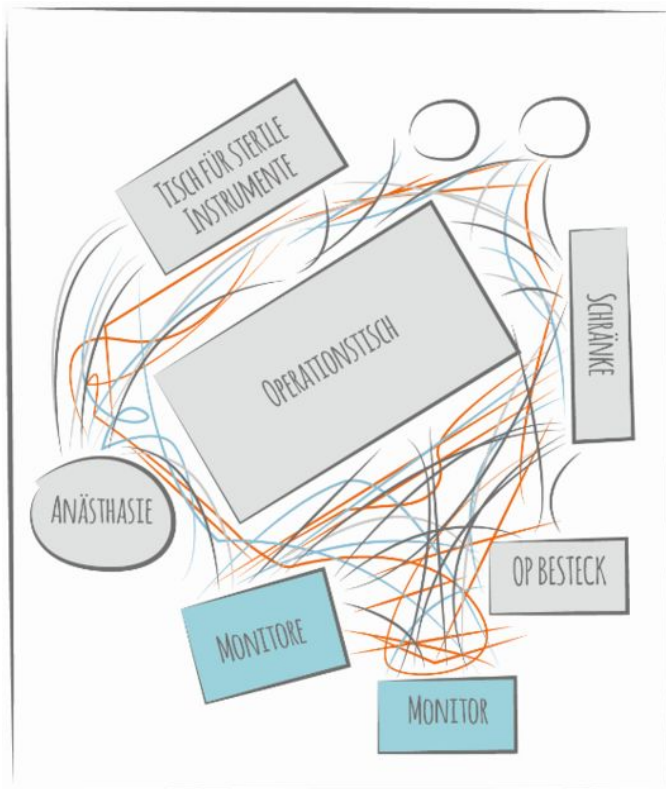 TISCH FÜR STERILE
INSTRUMENTE
SCHRÄNKE
OPERATIONSTISCH
ANÄSTHASIE
OP BESTECK
MONITORE
MONITOR